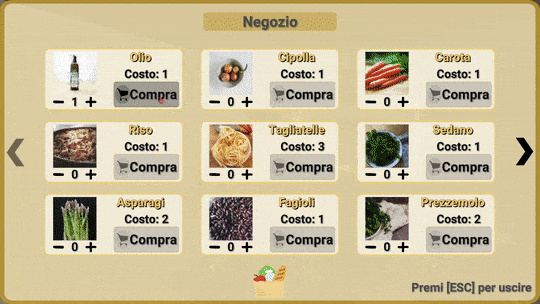 Negozio
Olio
Costo: 1
Compra
1
Cipolla
Costo: 1
Compra
0
Carota
Costo: 1
Compra
0
Riso
Costo: 1
Compra
0
Tagliatelle
Costo: 3
Compra
0
Sedano
Costo: 1
Compra
0
Asparagi
Costo: 2
Compra
0
Fagioli
Costo: 1
Compra
0
Prezzemolo
Costo: 2
Compra
0
Premi [ESC] per uscire